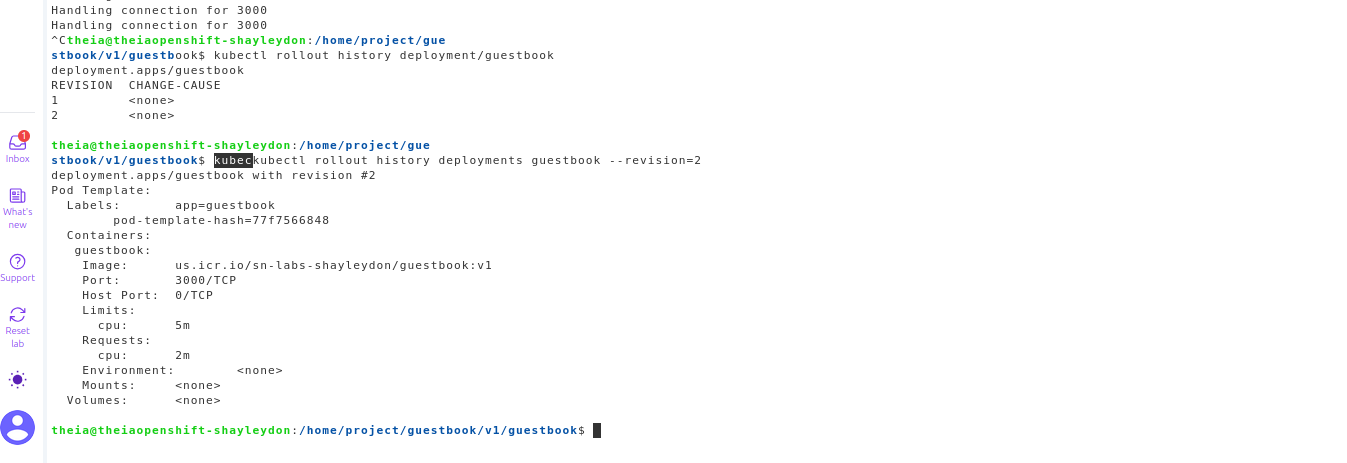 Handling connection for 3000
Handling connection for 3000
^Ctheia@theiaopenshift-shayleydon:/home/project/gue
stbook/v1/guestbook$ kubectl rollout history deployment/guestbook
deployment.apps/guestbook
REVISION  CHANGE-CAUSE
1         <none>
2         <none>
theia@theiaopenshift-shayleydon:/home/project/gue
stbook/v1/guestbook$ kubeckubectl rollout history deployments guestbook --revision=2
deployment.apps/guestbook with revision #2
Pod Template:
  Labels:       app=guestbook
        pod-template-hash=77f7566848
  Containers:
   guestbook:
    Image:      us.icr.io/sn-labs-shayleydon/guestbook:v1
    Port:       3000/TCP
    Host Port:  0/TCP
    Limits:
      cpu:      5m
    Requests:
      cpu:      2m
    Environment:        <none>
    Mounts:     <none>
  Volumes:      <none>
theia@theiaopenshift-shayleydon:/home/project/guestbook/v1/guestbook$
1
Inbox
What's
new
Support
Reset
lab